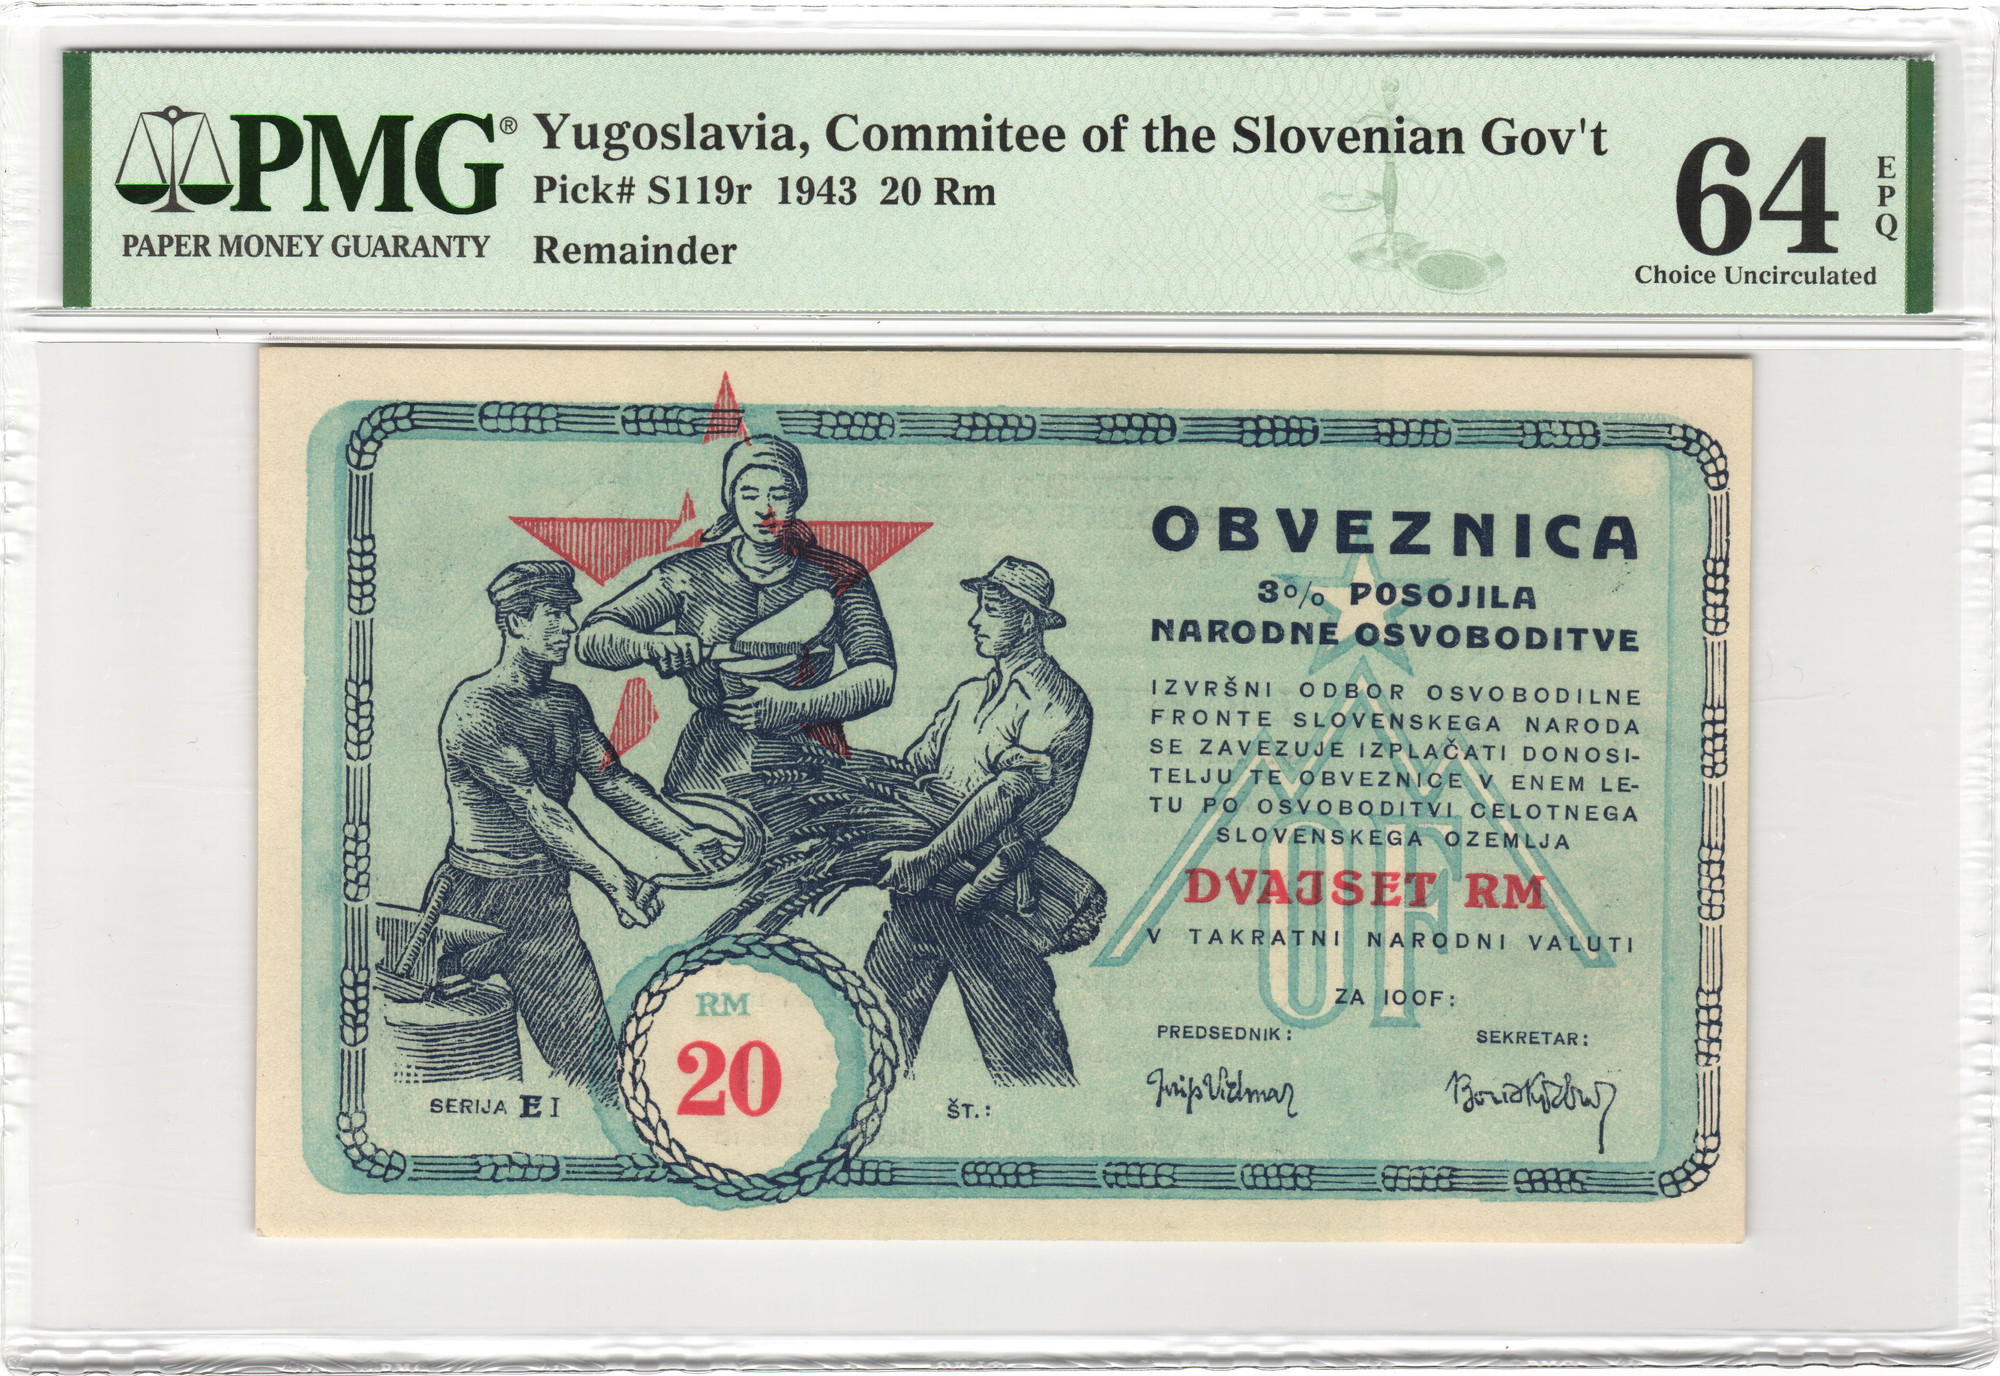 PMG®
PAPER MONEY GUARANTY
Yugoslavia, Commitee of the Slovenian Gov't
Pick# S119r 1943 20 Rm
Remainder
64
EPQ
Choice Uncirculated
OBVEZNICA
3% POSOJILA
NARODNE OSVOBODITVE
IZVRŠNI ODBOR OSVOBODILNE
FRONTE SLOVENSKEGA NARODA
SE ZAVEZUJE IZPLAČATI DONOSI-
TELJU TE OBVEZNICE V ENEM LE-
TU PO OSVOBODITVI CELOTNEGA
SLOVENSKEGA OZEMLJA
DVAJSET RM
V TAKRATNI NARODNI VALUTI
OF
ZA IOOF:
PREDSEDNIK:
SEKRETAR:
Josip Vidmar
RM
20
SERIJA E I
ŠT.: